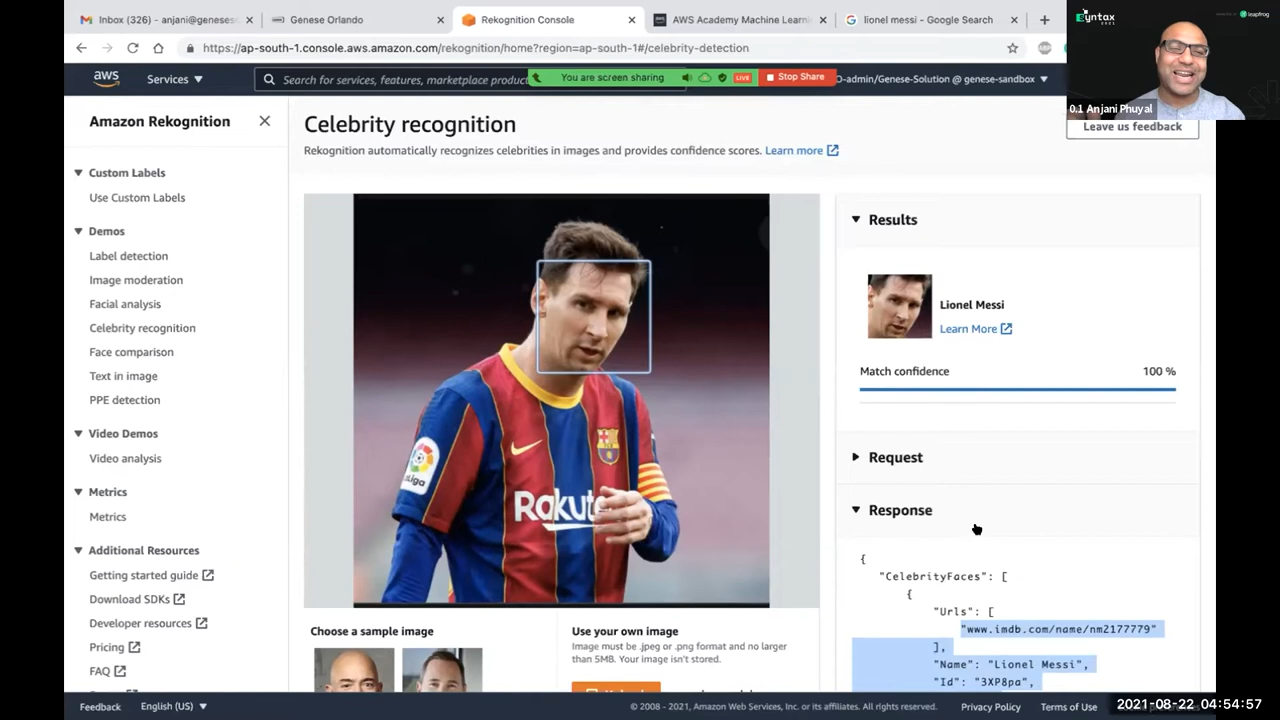 Inbox (326) - anjani@geneses
Genese Orlando
Rekognition Console
AWS Academy Machine Learni
lionel messi - Google Search
https://ap-south-1.console.aws.amazon.com/rekognition/home?region=ap-south-1#/celebrity-detection
Syntax
leapfrog
0.1 Anjani Phuyal
aws
Services
Search for services, features, marketplace produc
You are screen sharing
LIVE
Stop Share
O-admin/Genese-Solution @ genese-sandbox
Amazon Rekognition
Custom Labels
Use Custom Labels
Demos
Label detection
Image moderation
Facial analysis
Celebrity recognition
Face comparison
Text in image
PPE detection
Video Demos
Video analysis
Metrics
Metrics
Additional Resources
Getting started guide
Download SDKs
Developer resources
Pricing
FAQ
Celebrity recognition
Rekognition automatically recognizes celebrities in images and provides confidence scores. Learn more
Leave us feedback
Rakute
Choose a sample image
Use your own image
Image must be .jpeg or .png format and no larger
than 5MB. Your image isn't stored.
Results
Lionel Messi
Learn More
Match confidence 100 %
Request
Response
{
"CelebrityFaces": [
{
"Urls": [
"www.imdb.com/name/nm2177779"
],
"Name": "Lionel Messi",
"Id": "3XP8pa",
Feedback
English (US)
© 2008 - 2021, Amazon Web Services, Inc. or its affiliates. All rights reserved.
Privacy Policy
Terms of Use
2021-08-22 04:54:57